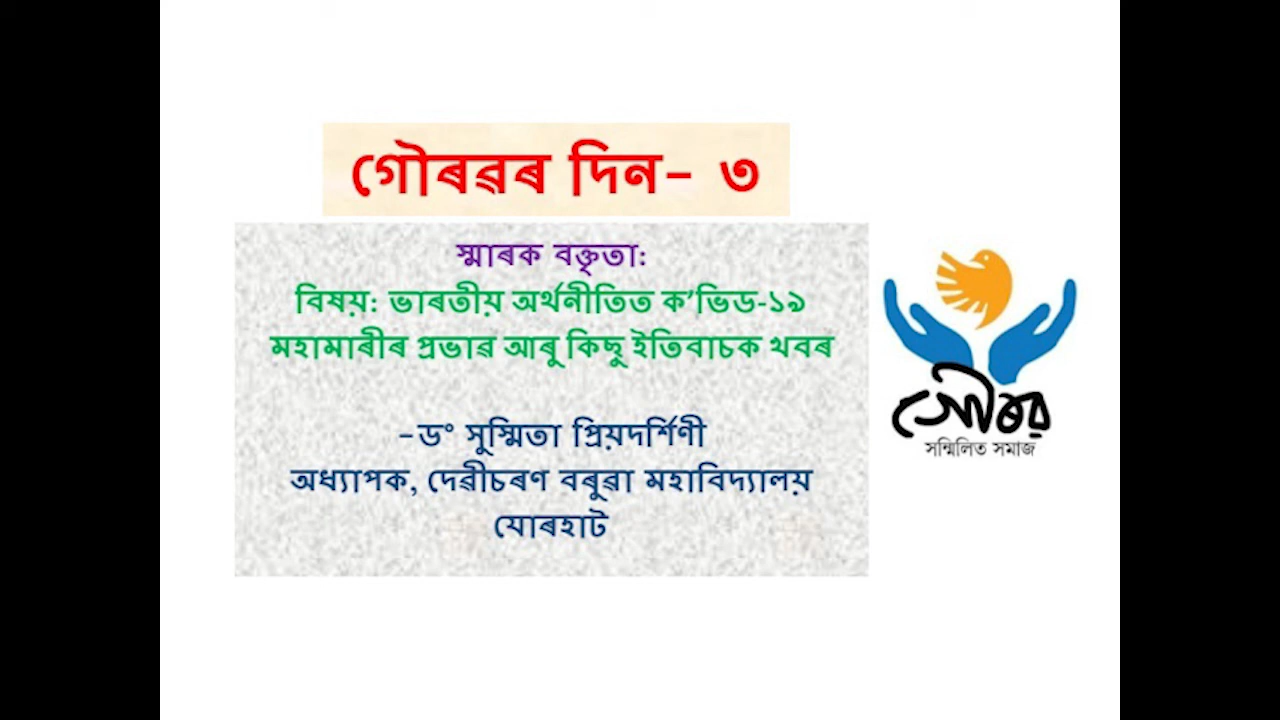 গৌৰৱৰ দিন- ৩
স্মাৰক বক্তৃতা:
বিষয়: ভাৰতীয় অৰ্থনীতিত ক’ভিড-১৯
মহামাৰীৰ প্ৰভাৱ আৰু কিছু ইতিবাচক খবৰ
-ড° সুস্মিতা প্ৰিয়দৰ্শিণী
অধ্যাপক, দেৱীচৰণ বৰুৱা মহাবিদ্যালয়
যোৰহাট
গৌৰৱ
সন্মিলিত সমাজ